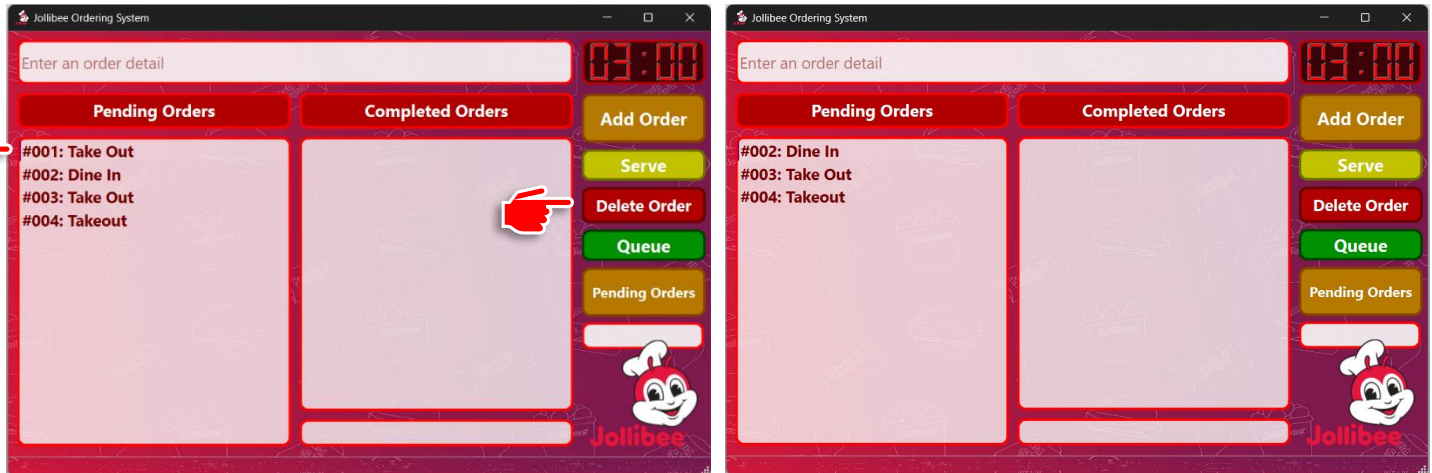 Jollibee Ordering System
Enter an order detail
03:00
Pending Orders
Completed Orders
Add Order
#001: Take Out
#002: Dine In
#003: Take Out
#004: Takeout
Serve
Delete Order
Queue
Pending Orders
Jollibee
Jollibee Ordering System
Enter an order detail
03:00
Pending Orders
Completed Orders
Add Order
#002: Dine In
#003: Take Out
#004: Takeout
Serve
Delete Order
Queue
Pending Orders
Jollibee